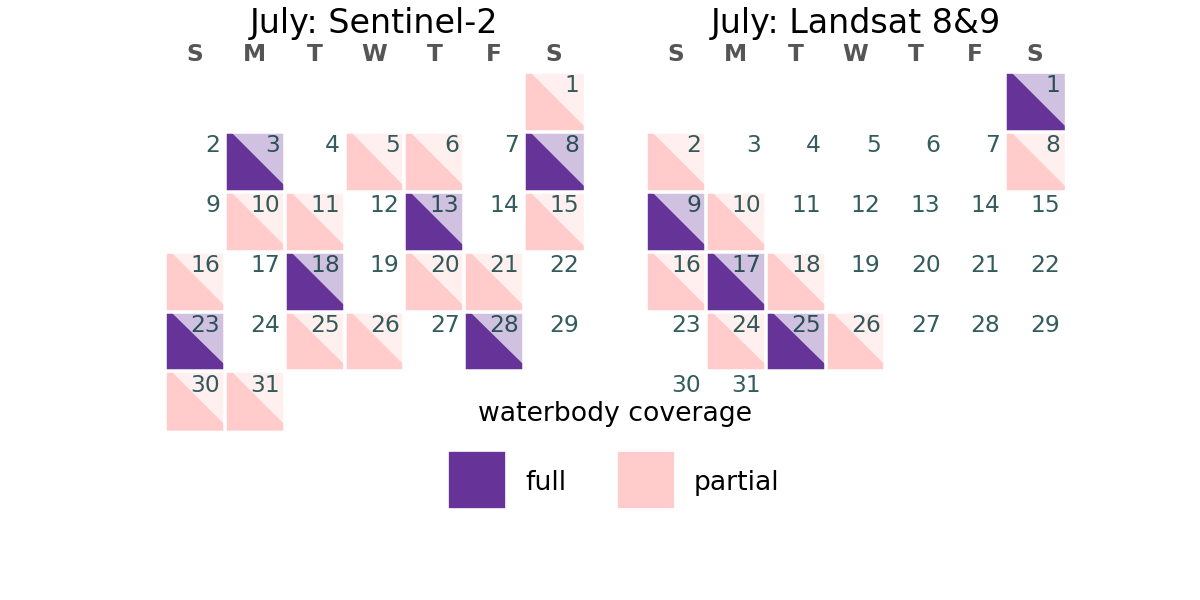 July: Sentinel-2
S M T W T F S
1
2 3 4 5 6 7 8
9 10 11 12 13 14 15
16 17 18 19 20 21 22
23 24 25 26 27 28 29
30 31
July: Landsat 8&9
S M T W T F S
1
2 3 4 5 6 7 8
9 10 11 12 13 14 15
16 17 18 19 20 21 22
23 24 25 26 27 28 29
30 31
waterbody coverage
full partial